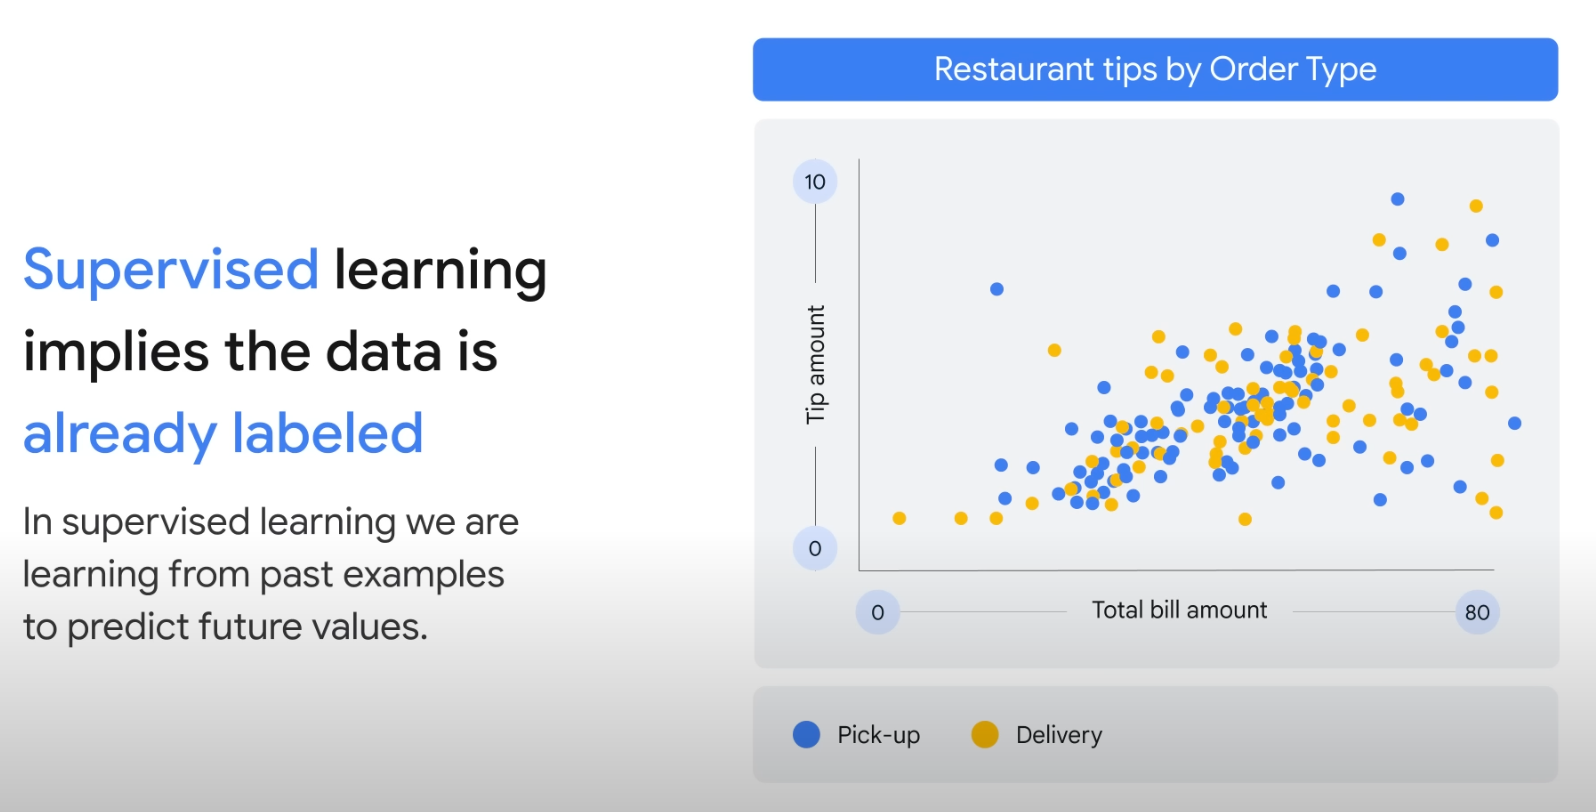 Supervised learning
implies the data is
already labeled
In supervised learning we are
learning from past examples
to predict future values.
Restaurant tips by Order Type
10
Tip amount
0
0
Total bill amount
80
Pick-up
Delivery